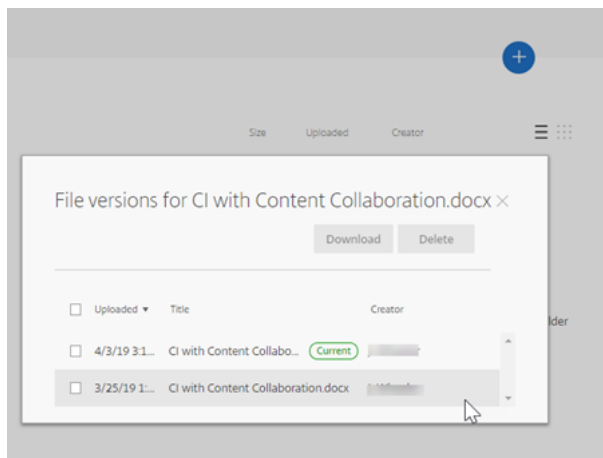 Size Uploaded Creator
File versions for CI with Content Collaboration.docx
Download Delete
lder
Uploaded Title Creator
4/3/19 3:1... CI with Content Collabo... Current
3/25/19 1:... CI with Content Collaboration.docx